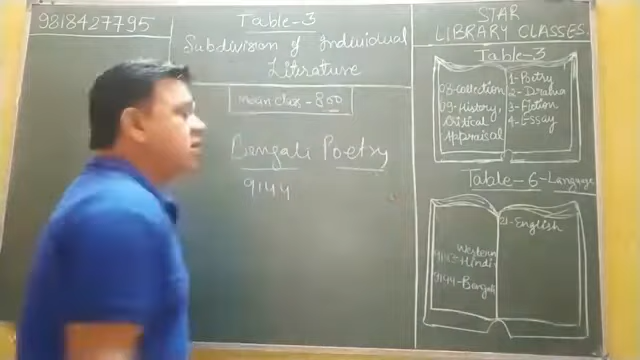 9818427795
Table-3
Subdivision of Individual
Literature
Main class - 800
Bengali Poetry
9144
STAR
LIBRARY CLASSES.
Table-3
08-collection
09-History,
Critical
Appraisal
1-Poetry
2-Drama
3-Fiction
4-Essay
Table-6-Language
Western
Hindi
9144-Bengali
21-English